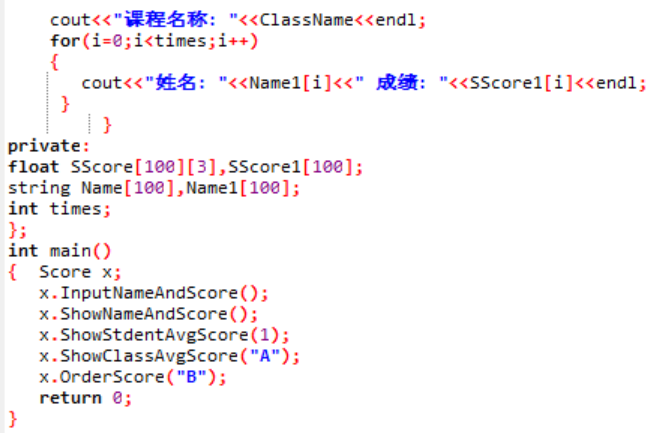 cout<<"课程名称: "<<ClassName<<endl;
for(i=0;i<times;i++)
{
cout<<"姓名: "<<Name1[i]<<" 成绩: "<<SScore1[i]<<endl;
}
}
private:
float SScore[100][3],SScore1[100];
string Name[100],Name1[100];
int times;
};
int main()
{  Score x;
x.InputNameAndScore();
x.ShowNameAndScore();
x.ShowStdentAvgScore(1);
x.ShowClassAvgScore("A");
x.OrderScore("B");
return 0;
}